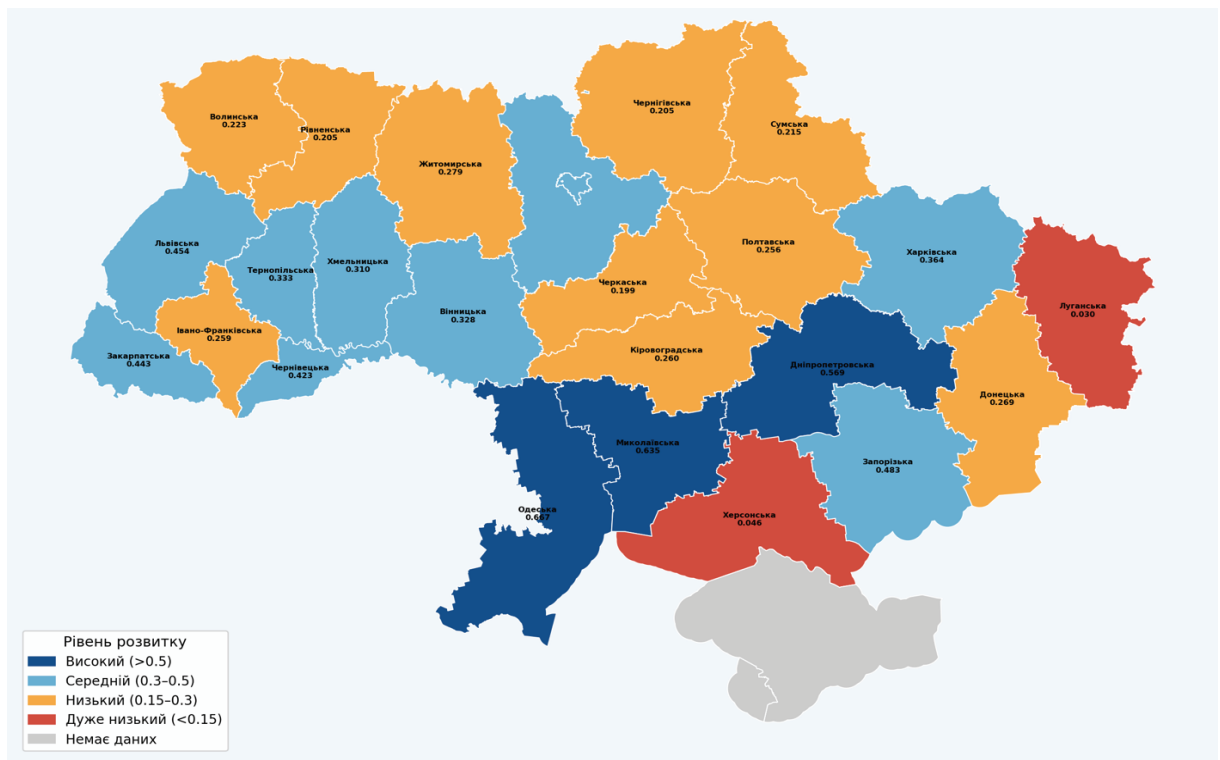 Чернігівська
0.205
Волинська
0.223
Сумська
0.215
Рівненська
0.205
Житомирська
0.279
Львівська
0.454
Полтавська
0.256
Харківська
0.364
Хмельницька
0.310
Тернопільська
0.333
Черкаська
0.199
Луганська
0.030
Вінницька
0.328
Івано-Франківська
0.259
Кіровоградська
0.260
Закарпатська
0.443
Дніпропетровська
0.569
Чернівецька
0.423
Донецька
0.269
Миколаївська
0.635
Запорізька
0.483
Одеська
0.667
Херсонська
0.046
Рівень розвитку
Високий (>0.5)
Середній (0.3–0.5)
Низький (0.15–0.3)
Дуже низький (<0.15)
Немає даних